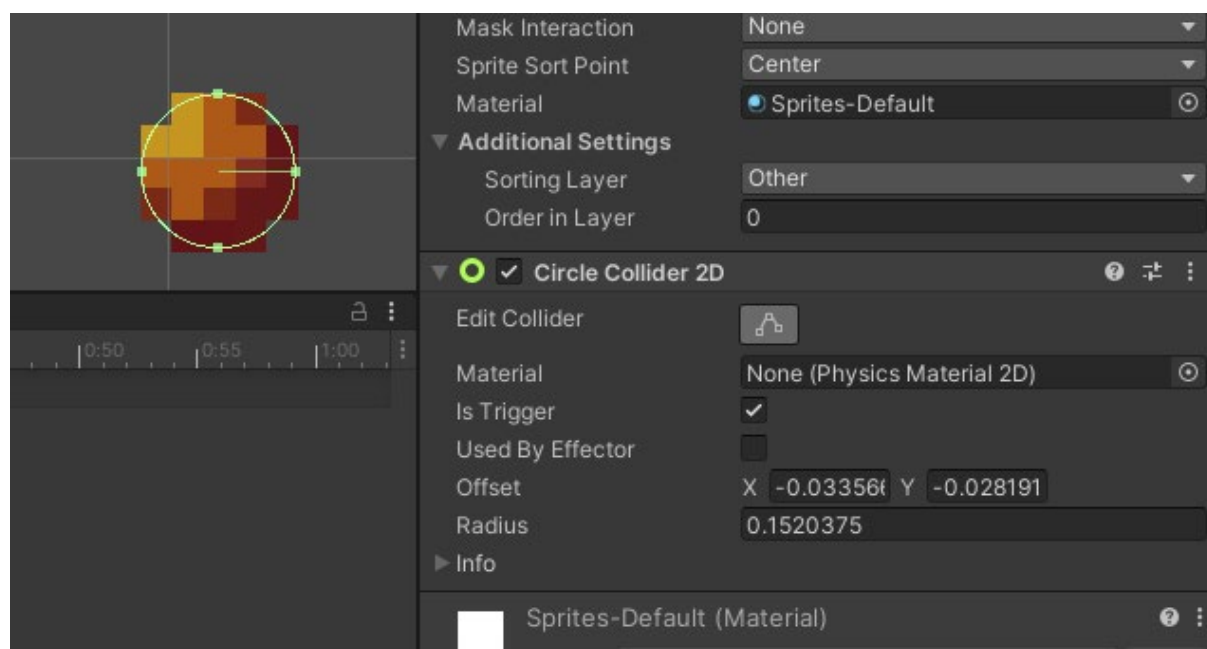 Mask Interaction None
Sprite Sort Point Center
Material Sprites-Default
Additional Settings
Sorting Layer Other
Order in Layer 0
Circle Collider 2D
0:50 0:55 1:00
Edit Collider
Material None (Physics Material 2D)
Is Trigger
Used By Effector
Offset X -0.03356 Y -0.028191
Radius 0.1520375
Info
Sprites-Default (Material)